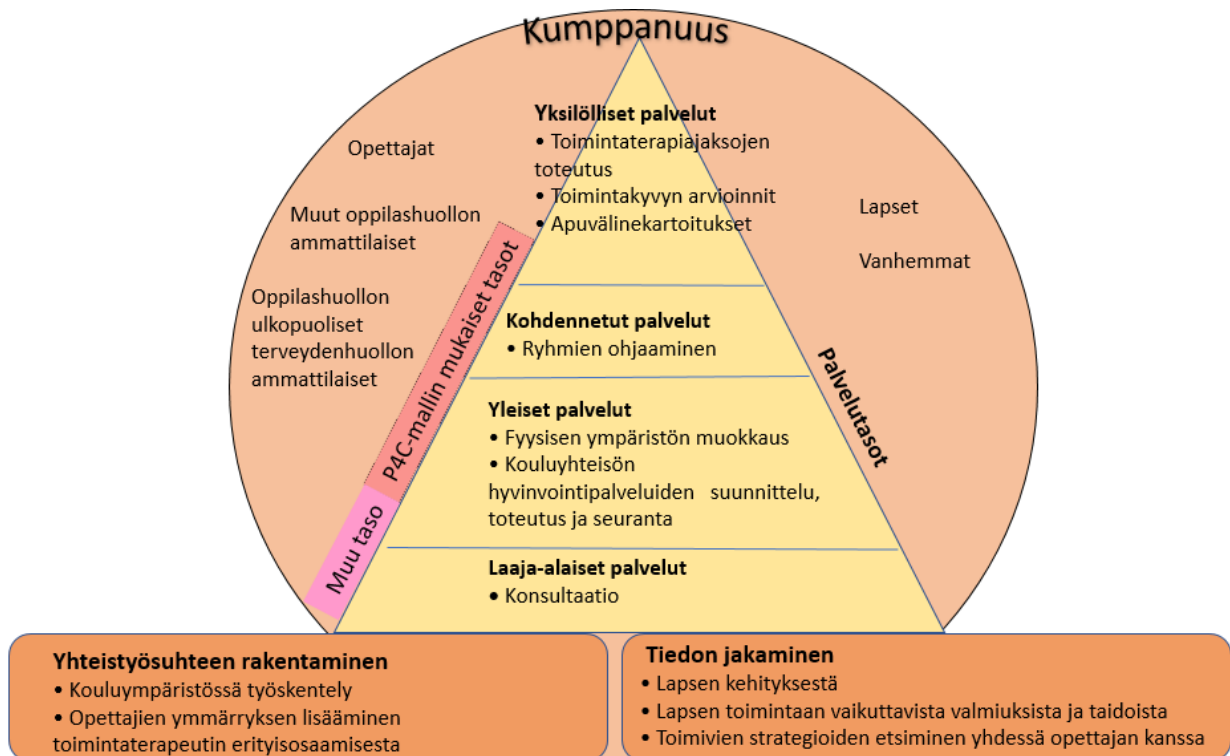 Kumppanuus
Opettajat
Muut oppilashuollon
ammattilaiset
Oppilashuollon
ulkopuoliset
terveydenhuollon
ammattilaiset
P4C-mallin mukaiset tasot
Muu taso
Yksilölliset palvelut
• Toimintaterapiajaksojen
toteutus
• Toimintakyvyn arvioinnit
• Apuvälinekartoitukset
Kohdennetut palvelut
• Ryhmien ohjaaminen
Yleiset palvelut
• Fyysisen ympäristön muokkaus
• Kouluyhteisön
hyvinvointipalveluiden suunnittelu,
toteutus ja seuranta
Laaja-alaiset palvelut
• Konsultaatio
Lapset
Vanhemmat
Palvelutasot
Yhteistyösuhteen rakentaminen
• Kouluympäristössä työskentely
• Opettajien ymmärryksen lisääminen
toimintaterapeutin erityisosaamisesta
Tiedon jakaminen
• Lapsen kehityksestä
• Lapsen toimintaan vaikuttavista valmiuksista ja taidoista
• Toimivien strategioiden etsiminen yhdessä opettajan kanssa